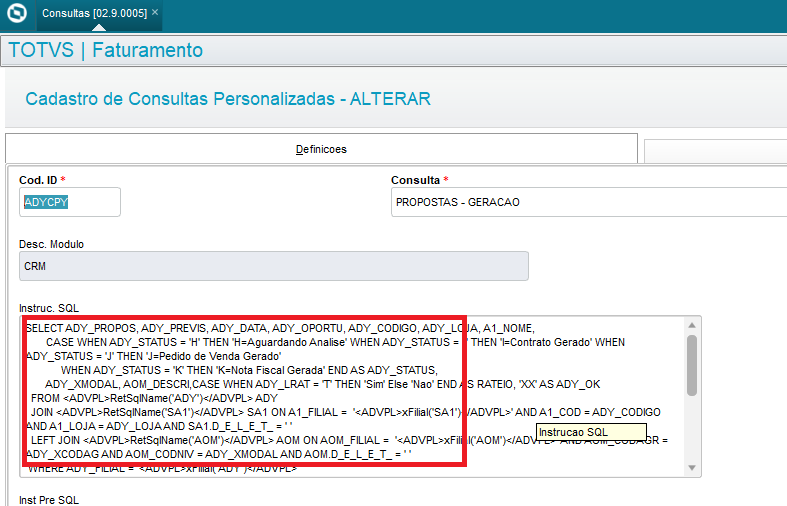 Consultas [02.9.0005] ×
TOTVS | Faturamento
Cadastro de Consultas Personalizadas - ALTERAR
Definicoes
Cod. ID * Consulta *
ADYCPY PROPOSTAS - GERACAO
Desc. Modulo
CRM
Instruc. SQL
SELECT ADY_PROPOS, ADY_PREVIS, ADY_DATA, ADY_OPORTU, ADY_CODIGO, ADY_LOJA, A1_NOME,
CASE WHEN ADY_STATUS = 'H' THEN 'H=Aguardando Analise' WHEN ADY_STATUS = ' THEN 'I=Contrato Gerado' WHEN
ADY_STATUS = 'J' THEN 'J=Pedido de Venda Gerado'
WHEN ADY_STATUS = 'K' THEN 'K=Nota Fiscal Gerada' END AS ADY_STATUS,
ADY_XMODAL, AOM_DESCRI,CASE WHEN ADY_LRAT = 'T' THEN 'Sim' Else 'Nao' END AS RATEIO, 'XX' AS ADY_OK
FROM <ADVPL>RetSqlName('ADY')</ADVPL> ADY
JOIN <ADVPL>RetSqlName('SA1')</ADVPL> SA1 ON A1_FILIAL = '<ADVPL>xFilial('SA1')</ADVPL>' AND A1_COD = ADY_CODIGO
AND A1_LOJA = ADY_LOJA AND SA1.D_E_L_E_T_ = ' '
LEFT JOIN <ADVPL>RetSqlName('AOM')</ADVPL> AOM ON AOM_FILIAL = '<ADVPL>xFilial('AOM')</ADVPL>' AND AOM_CODAGR =
Instrucao SQL
ADY_XCODAG AND AOM_CODNIV = ADY_XMODAL AND AOM.D_E_L_E_T_ = ' '
WHERE ADY_FILIAL = '<ADVPL>xFilial('ADY')</ADVPL>'
Inst Pre SQL